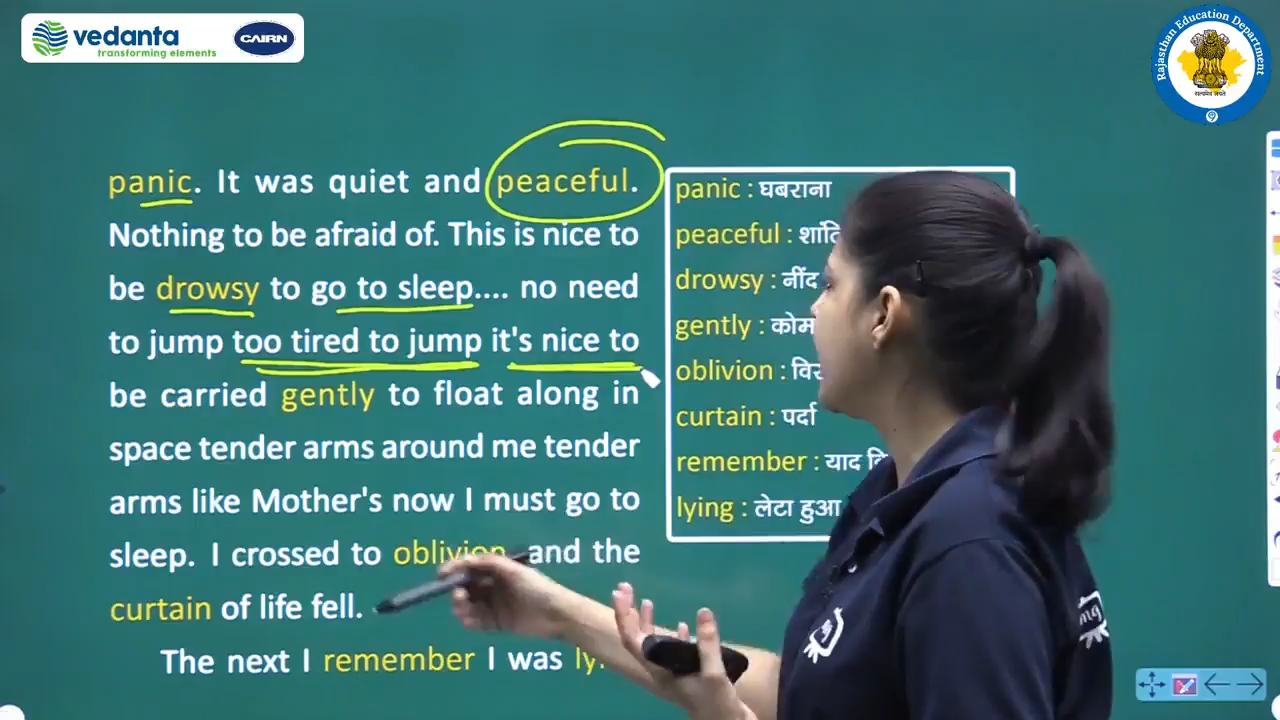 vedanta
transforming elements
CAIRN
Rajasthan Education Department
panic. It was quiet and peaceful.
Nothing to be afraid of. This is nice to
be drowsy to go to sleep.... no need
to jump too tired to jump it's nice to
be carried gently to float along in
space tender arms around me tender
arms like Mother's now I must go to
sleep. I crossed to oblivion and the
curtain of life fell.
The next I remember I was
panic : घबराना
peaceful :
drowsy : नींद
gently :
oblivion :
curtain : पर्दा
remember : याद
lying : लेटा हुआ